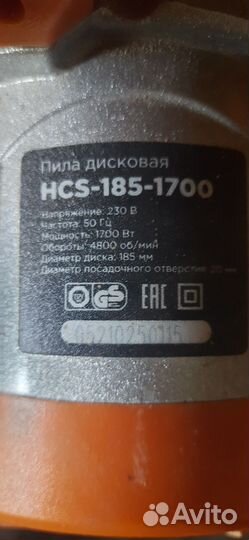 Пила дисковая
HCS-185-1700
Напряжение: 230 В
Частота: 50 Гц
Мощность: 1700 Вт
Обороты: 4800 об/мин
Диаметр диска: 185 мм
Диаметр посадочного отверстия: 20 мм
GS
EAC
Avito